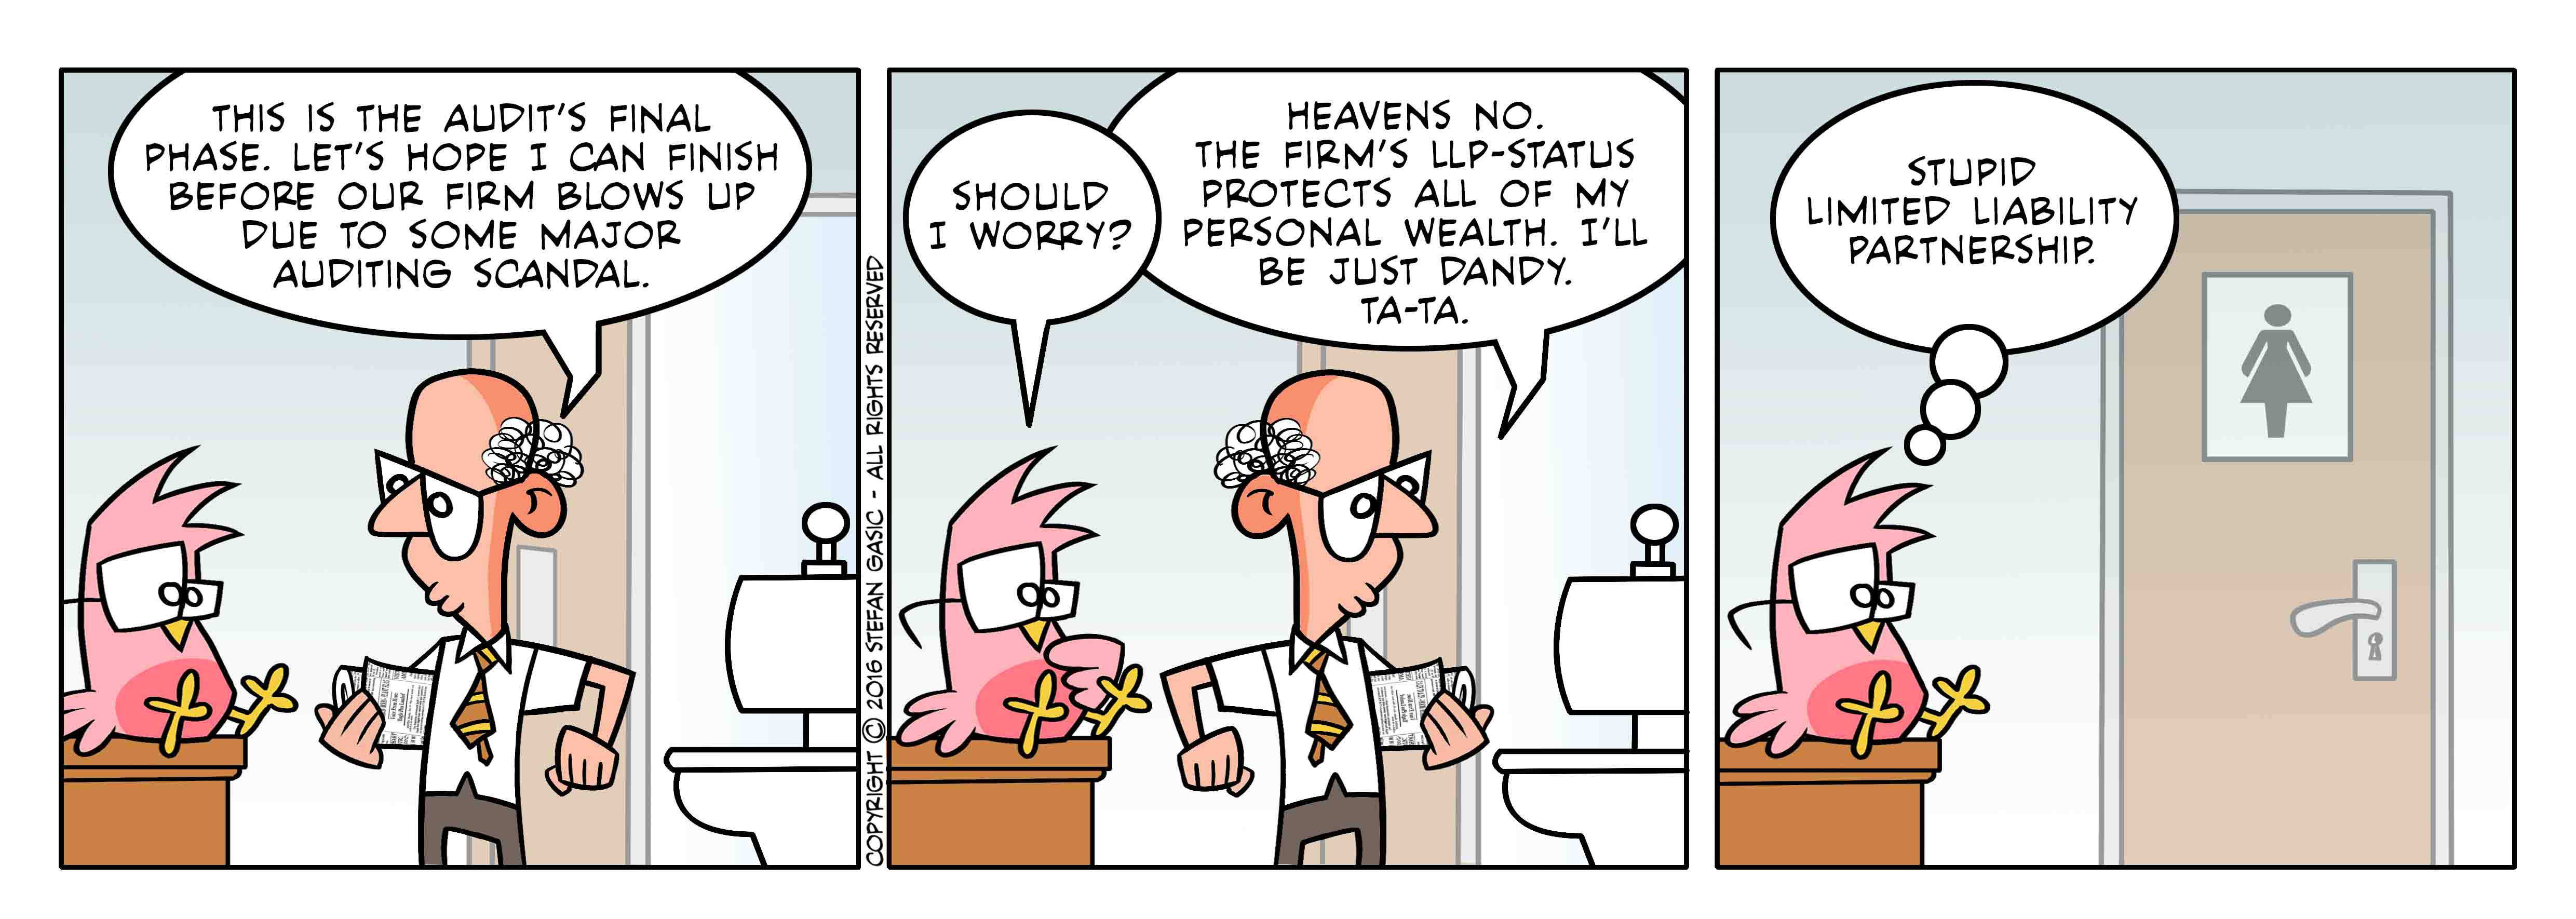 THIS IS THE AUDIT'S FINAL
PHASE. LET'S HOPE I CAN FINISH
BEFORE OUR FIRM BLOWS UP
DUE TO SOME MAJOR
AUDITING SCANDAL.
COPYRIGHT © 2016 STEFAN GASIC - ALL RIGHTS RESERVED
SHOULD
I WORRY?
HEAVENS NO.
THE FIRM'S LLP-STATUS
PROTECTS ALL OF MY
PERSONAL WEALTH. I'LL
BE JUST DANDY.
TA-TA.
STUPID
LIMITED LIABILITY
PARTNERSHIP.